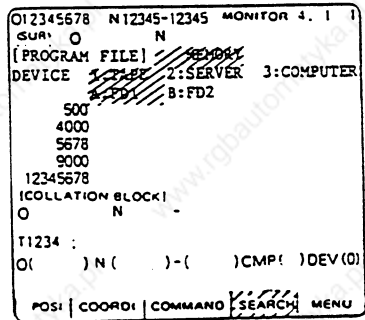 O12345678 N12345-12345 MONITOR 4. 1 1
(SUB) O N
[PROGRAM FILE] MEMORY
DEVICE 1:TAPE 2:SERVER 3:COMPUTER
A:FD1 B:FD2
500
4000
5678
9000
12345678
[COLLATION BLOCK]
O N -
T1234 :
O( ) N ( )-( )CMP( )DEV(0)
POSI COORDI COMMAND SEARCH MENU